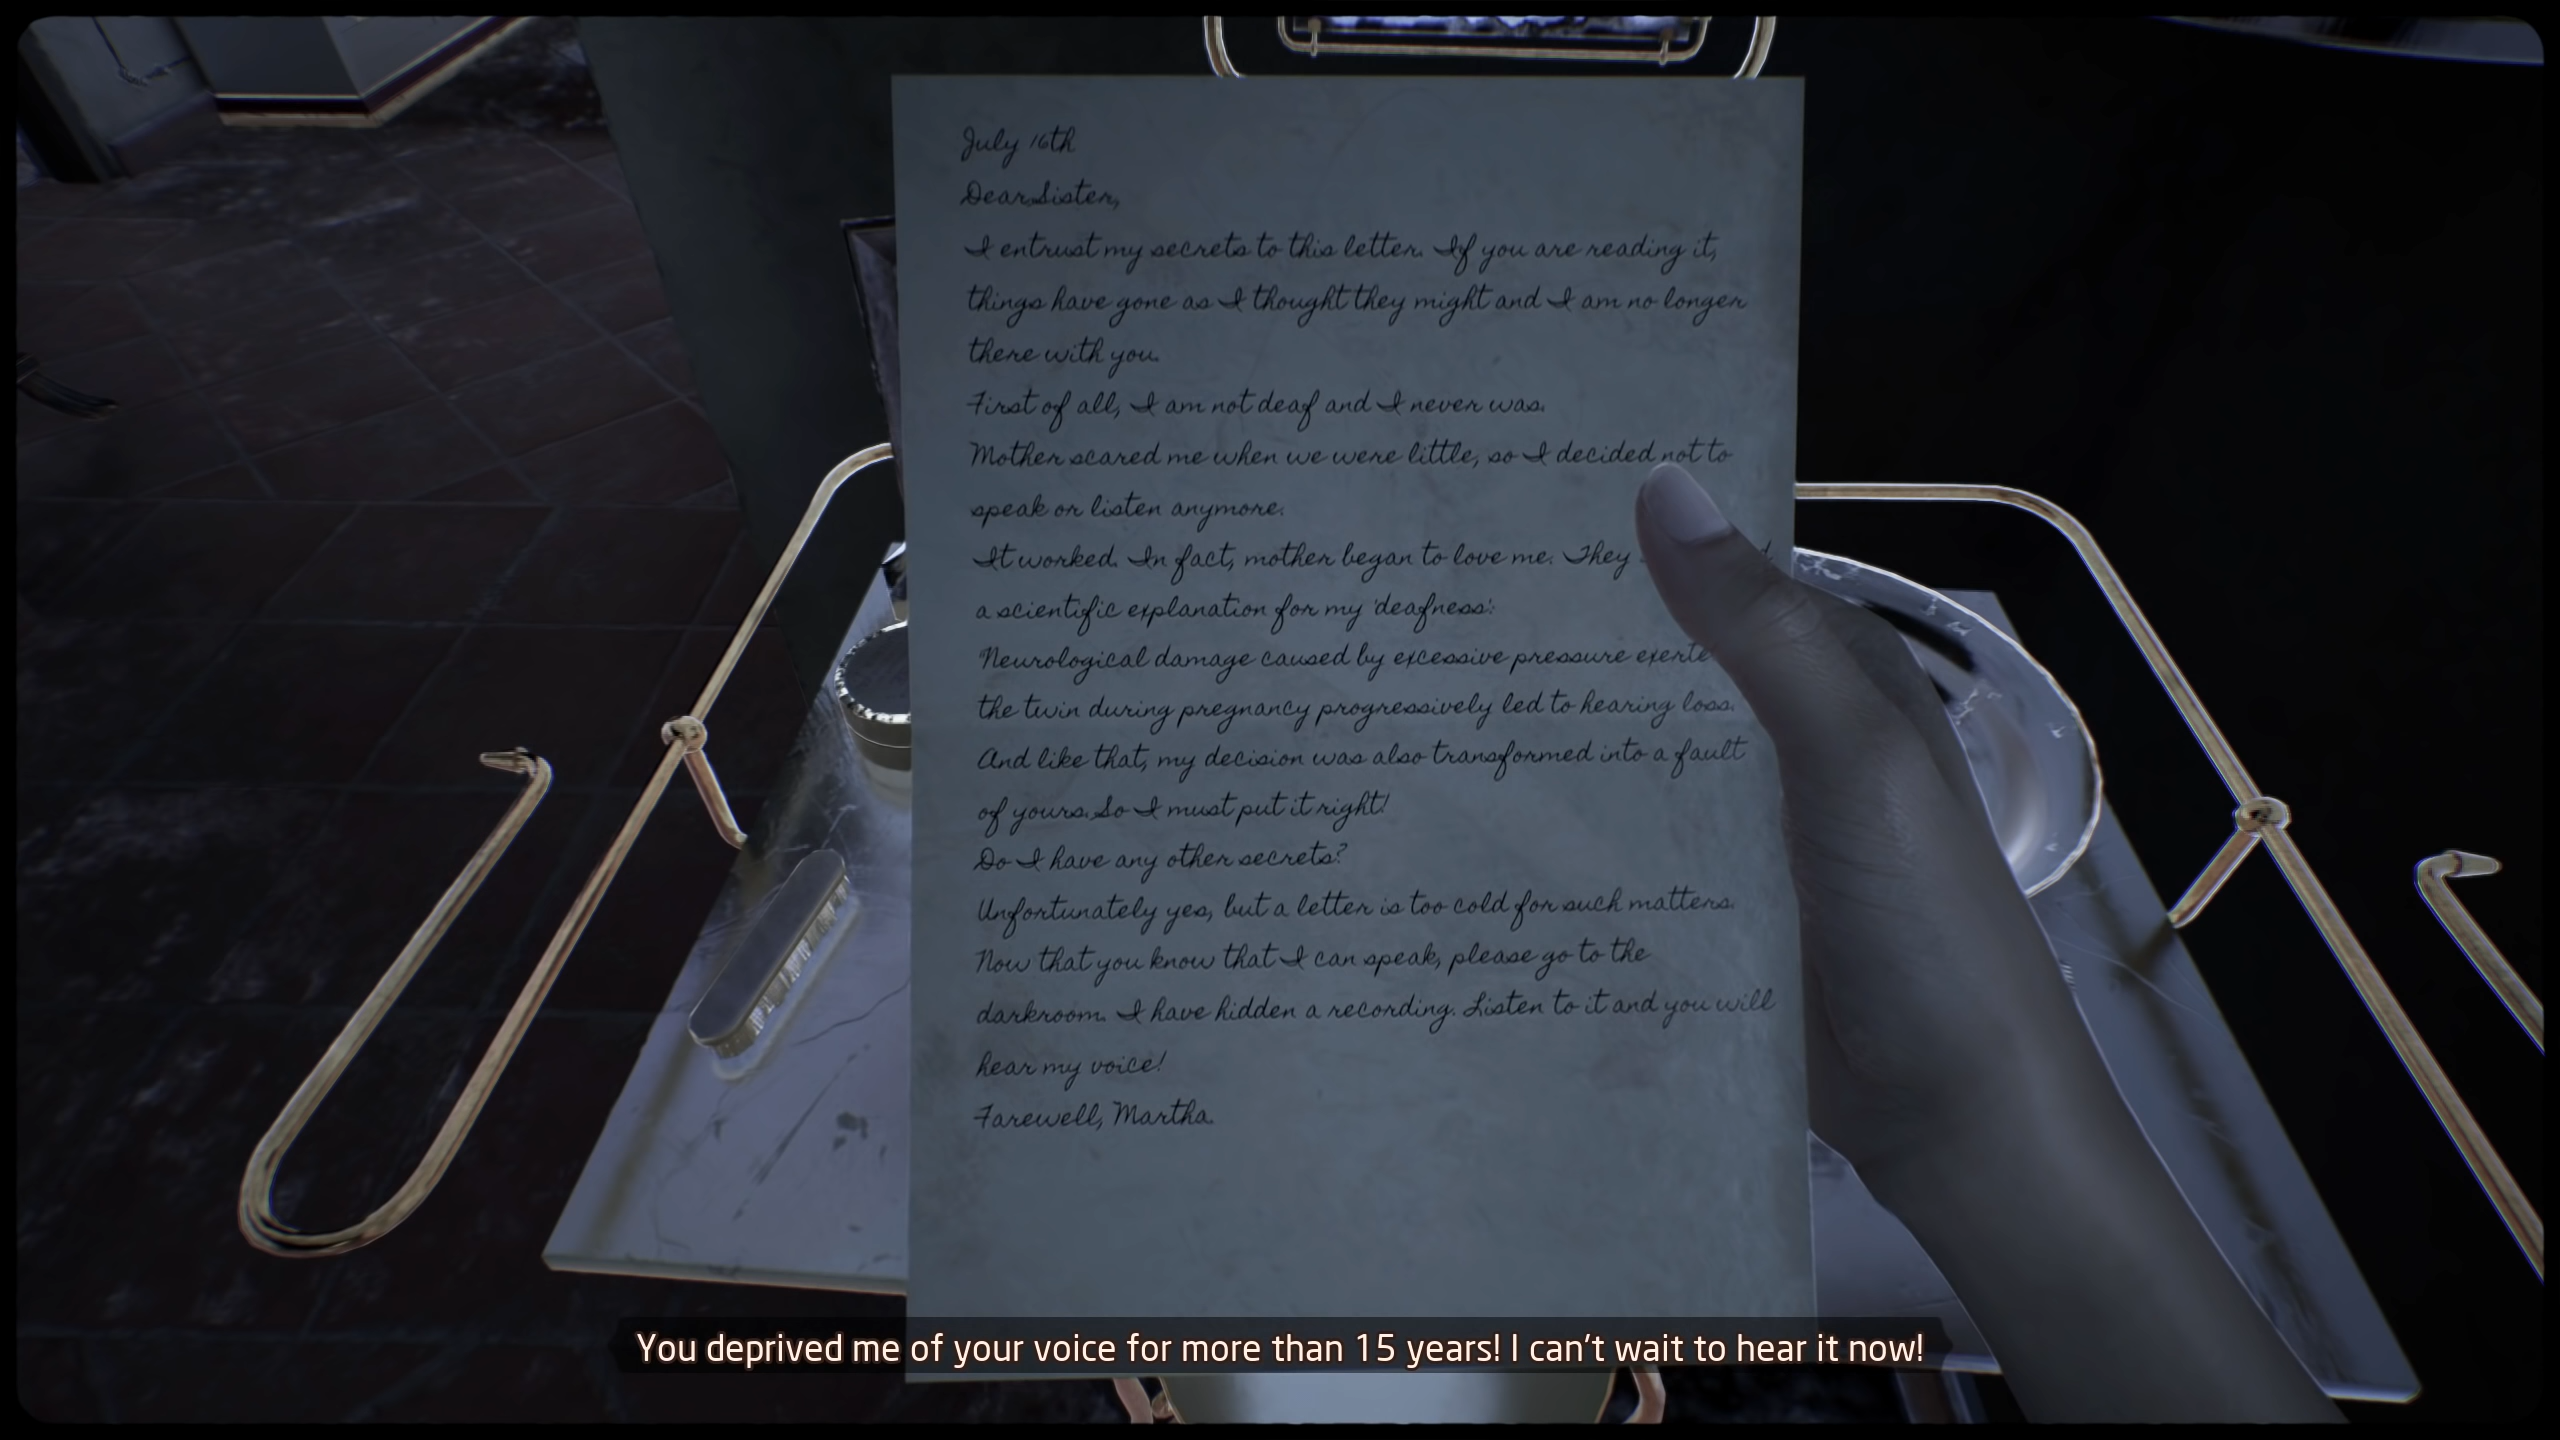 July 16th
Dear Sister,
I entrust my secrets to this letter. If you are reading it,
things have gone as I thought they might and I am no longer
there with you.
First of all, I am not deaf and I never was.
Mother scared me when we were little, so I decided not to
speak or listen anymore.
It worked. In fact, mother began to love me. They
a scientific explanation for my 'deafness':
Neurological damage caused by excessive pressure
the twin during pregnancy progressively led to hearing loss.
And like that, my decision was also transformed into a fault
of yours. So I must put it right!
Do I have any other secrets?
Unfortunately yes, but a letter is too cold for such matters.
Now that you know that I can speak, please go to the
darkroom. I have hidden a recording. Listen to it and you will
hear my voice!
Farewell, Martha.
You deprived me of your voice for more than 15 years! I can't wait to hear it now!